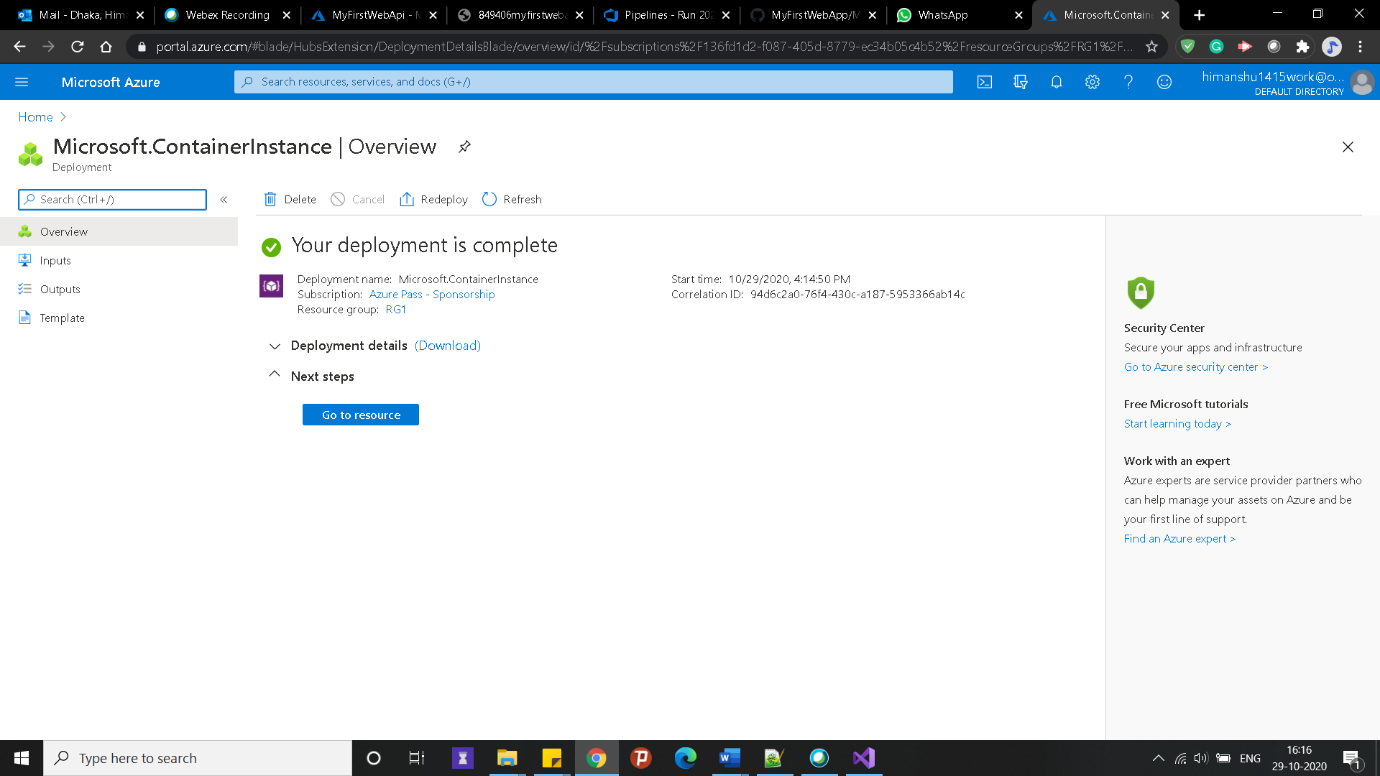 Mail - Dhaka, Him
Webex Recording
MyFirstWebApi - M
849406myfirstweba
Pipelines - Run 202
MyFirstWebApp/M
WhatsApp
Microsoft.Contain
portal.azure.com/#blade/HubsExtension/DeploymentDetailsBlade/overview/id/%2Fsubscriptions%2F136fd1d2-f087-405d-8779-ec34b05c4b52%2FresourceGroups%2FRG1%2F...
Microsoft Azure
Search resources, services, and docs (G+/)
himanshu1415work@o...
DEFAULT DIRECTORY
Home
Microsoft.ContainerInstance | Overview
Deployment
Search (Ctrl+/)
Delete
Cancel
Redeploy
Refresh
Overview
Inputs
Outputs
Template
Your deployment is complete
Deployment name: Microsoft.ContainerInstance
Subscription: Azure Pass - Sponsorship
Resource group: RG1
Start time: 10/29/2020, 4:14:50 PM
Correlation ID: 94d6c2a0-76f4-430c-a187-5953366ab14c
Deployment details (Download)
Next steps
Go to resource
Security Center
Secure your apps and infrastructure
Go to Azure security center >
Free Microsoft tutorials
Start learning today >
Work with an expert
Azure experts are service provider partners who
can help manage your assets on Azure and be
your first line of support.
Find an Azure expert >
Type here to search
ENG
16:16
29-10-2020
1